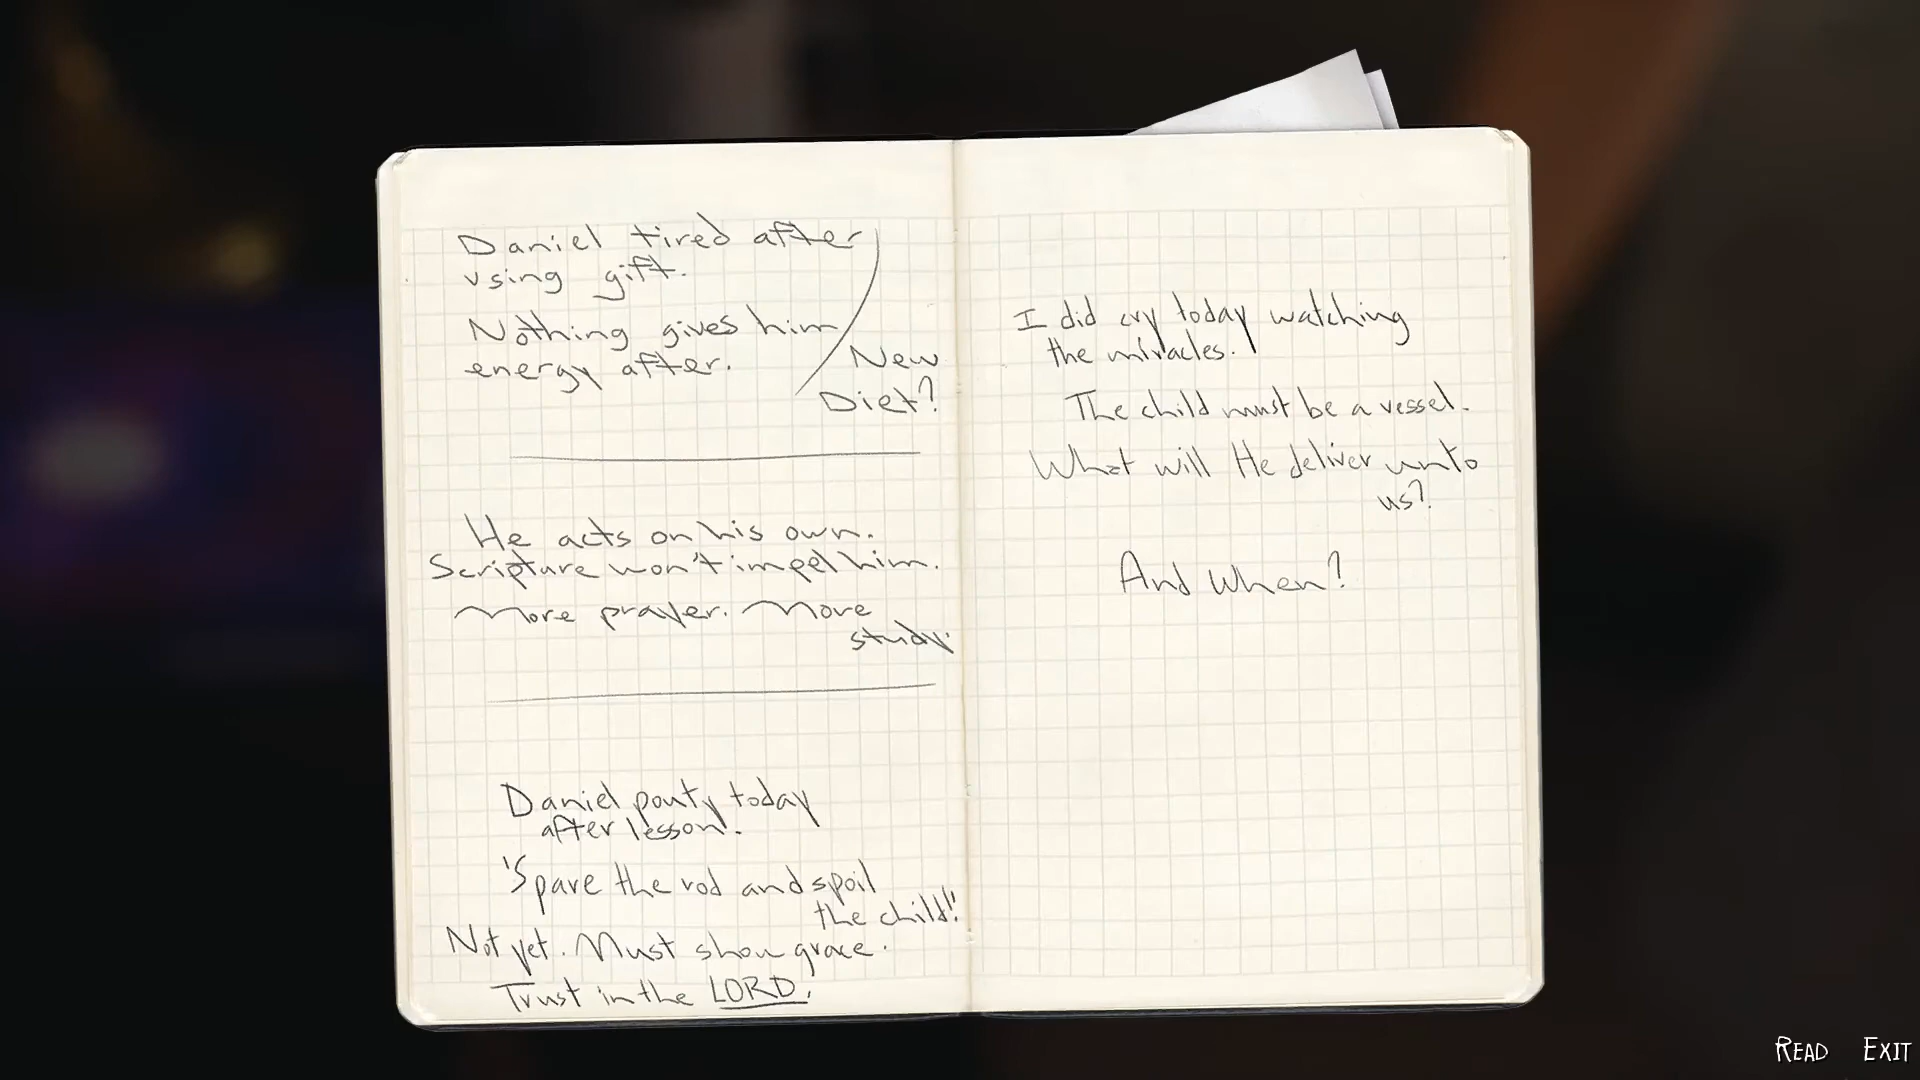 Daniel tired after
using gift.
Nothing gives him
energy after.
New
Diet?
He acts on his own.
Scripture won't impel him.
More prayer. More
study.
Daniel pouty today
after lesson.
'Spare the rod and spoil
the child!'
Not yet. Must show grace.
Trust in the LORD.
I did cry today watching
the miracles.
The child must be a vessel.
What will He deliver unto
us?
And when?
READ EXIT